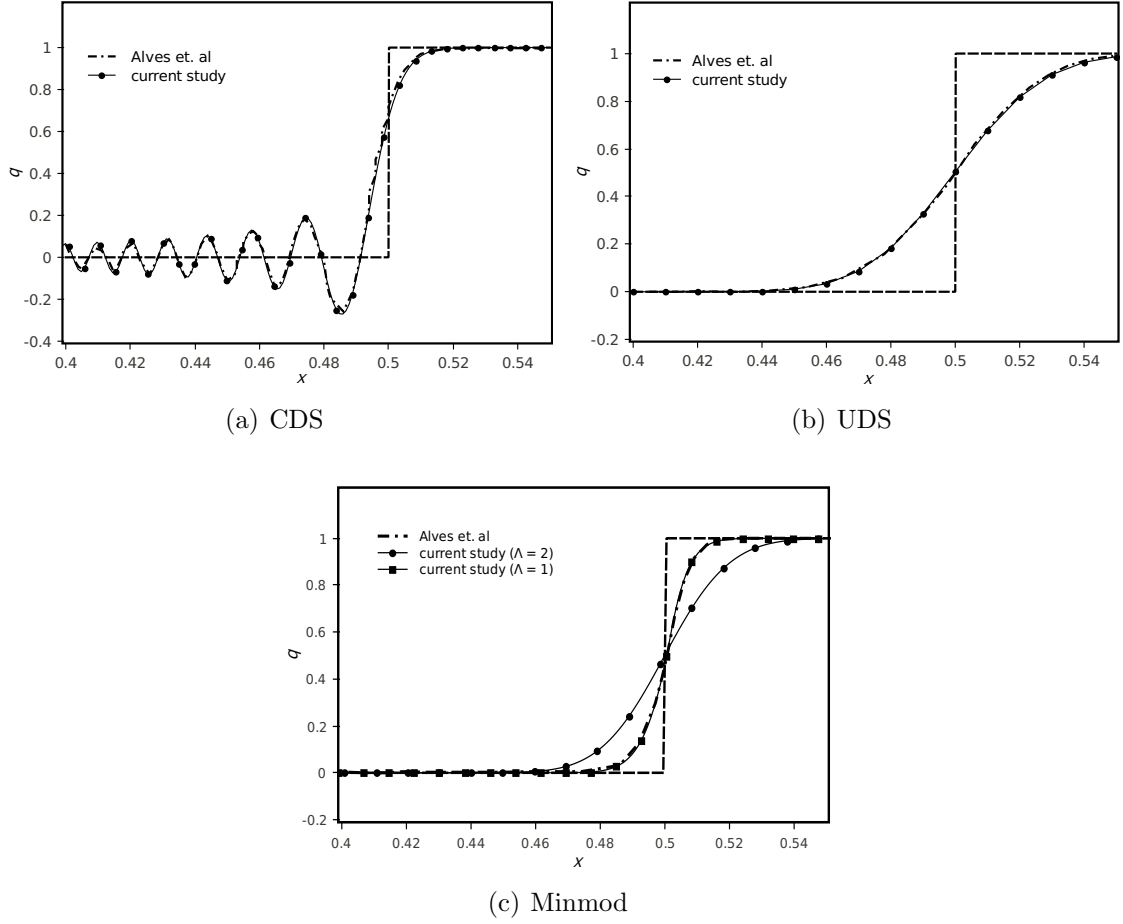 1
0.8
0.6
0.4
0.2
0
-0.2
-0.4
q
Alves et. al
current study
0.4 0.42 0.44 0.46 0.48 0.5 0.52 0.54
x
(a) CDS
1
0.8
0.6
0.4
0.2
0
-0.2
q
Alves et. al
current study
0.4 0.42 0.44 0.46 0.48 0.5 0.52 0.54
x
(b) UDS
1
0.8
0.6
0.4
0.2
0
-0.2
q
Alves et. al
current study (Λ = 2)
current study (Λ = 1)
0.4 0.42 0.44 0.46 0.48 0.5 0.52 0.54
x
(c) Minmod